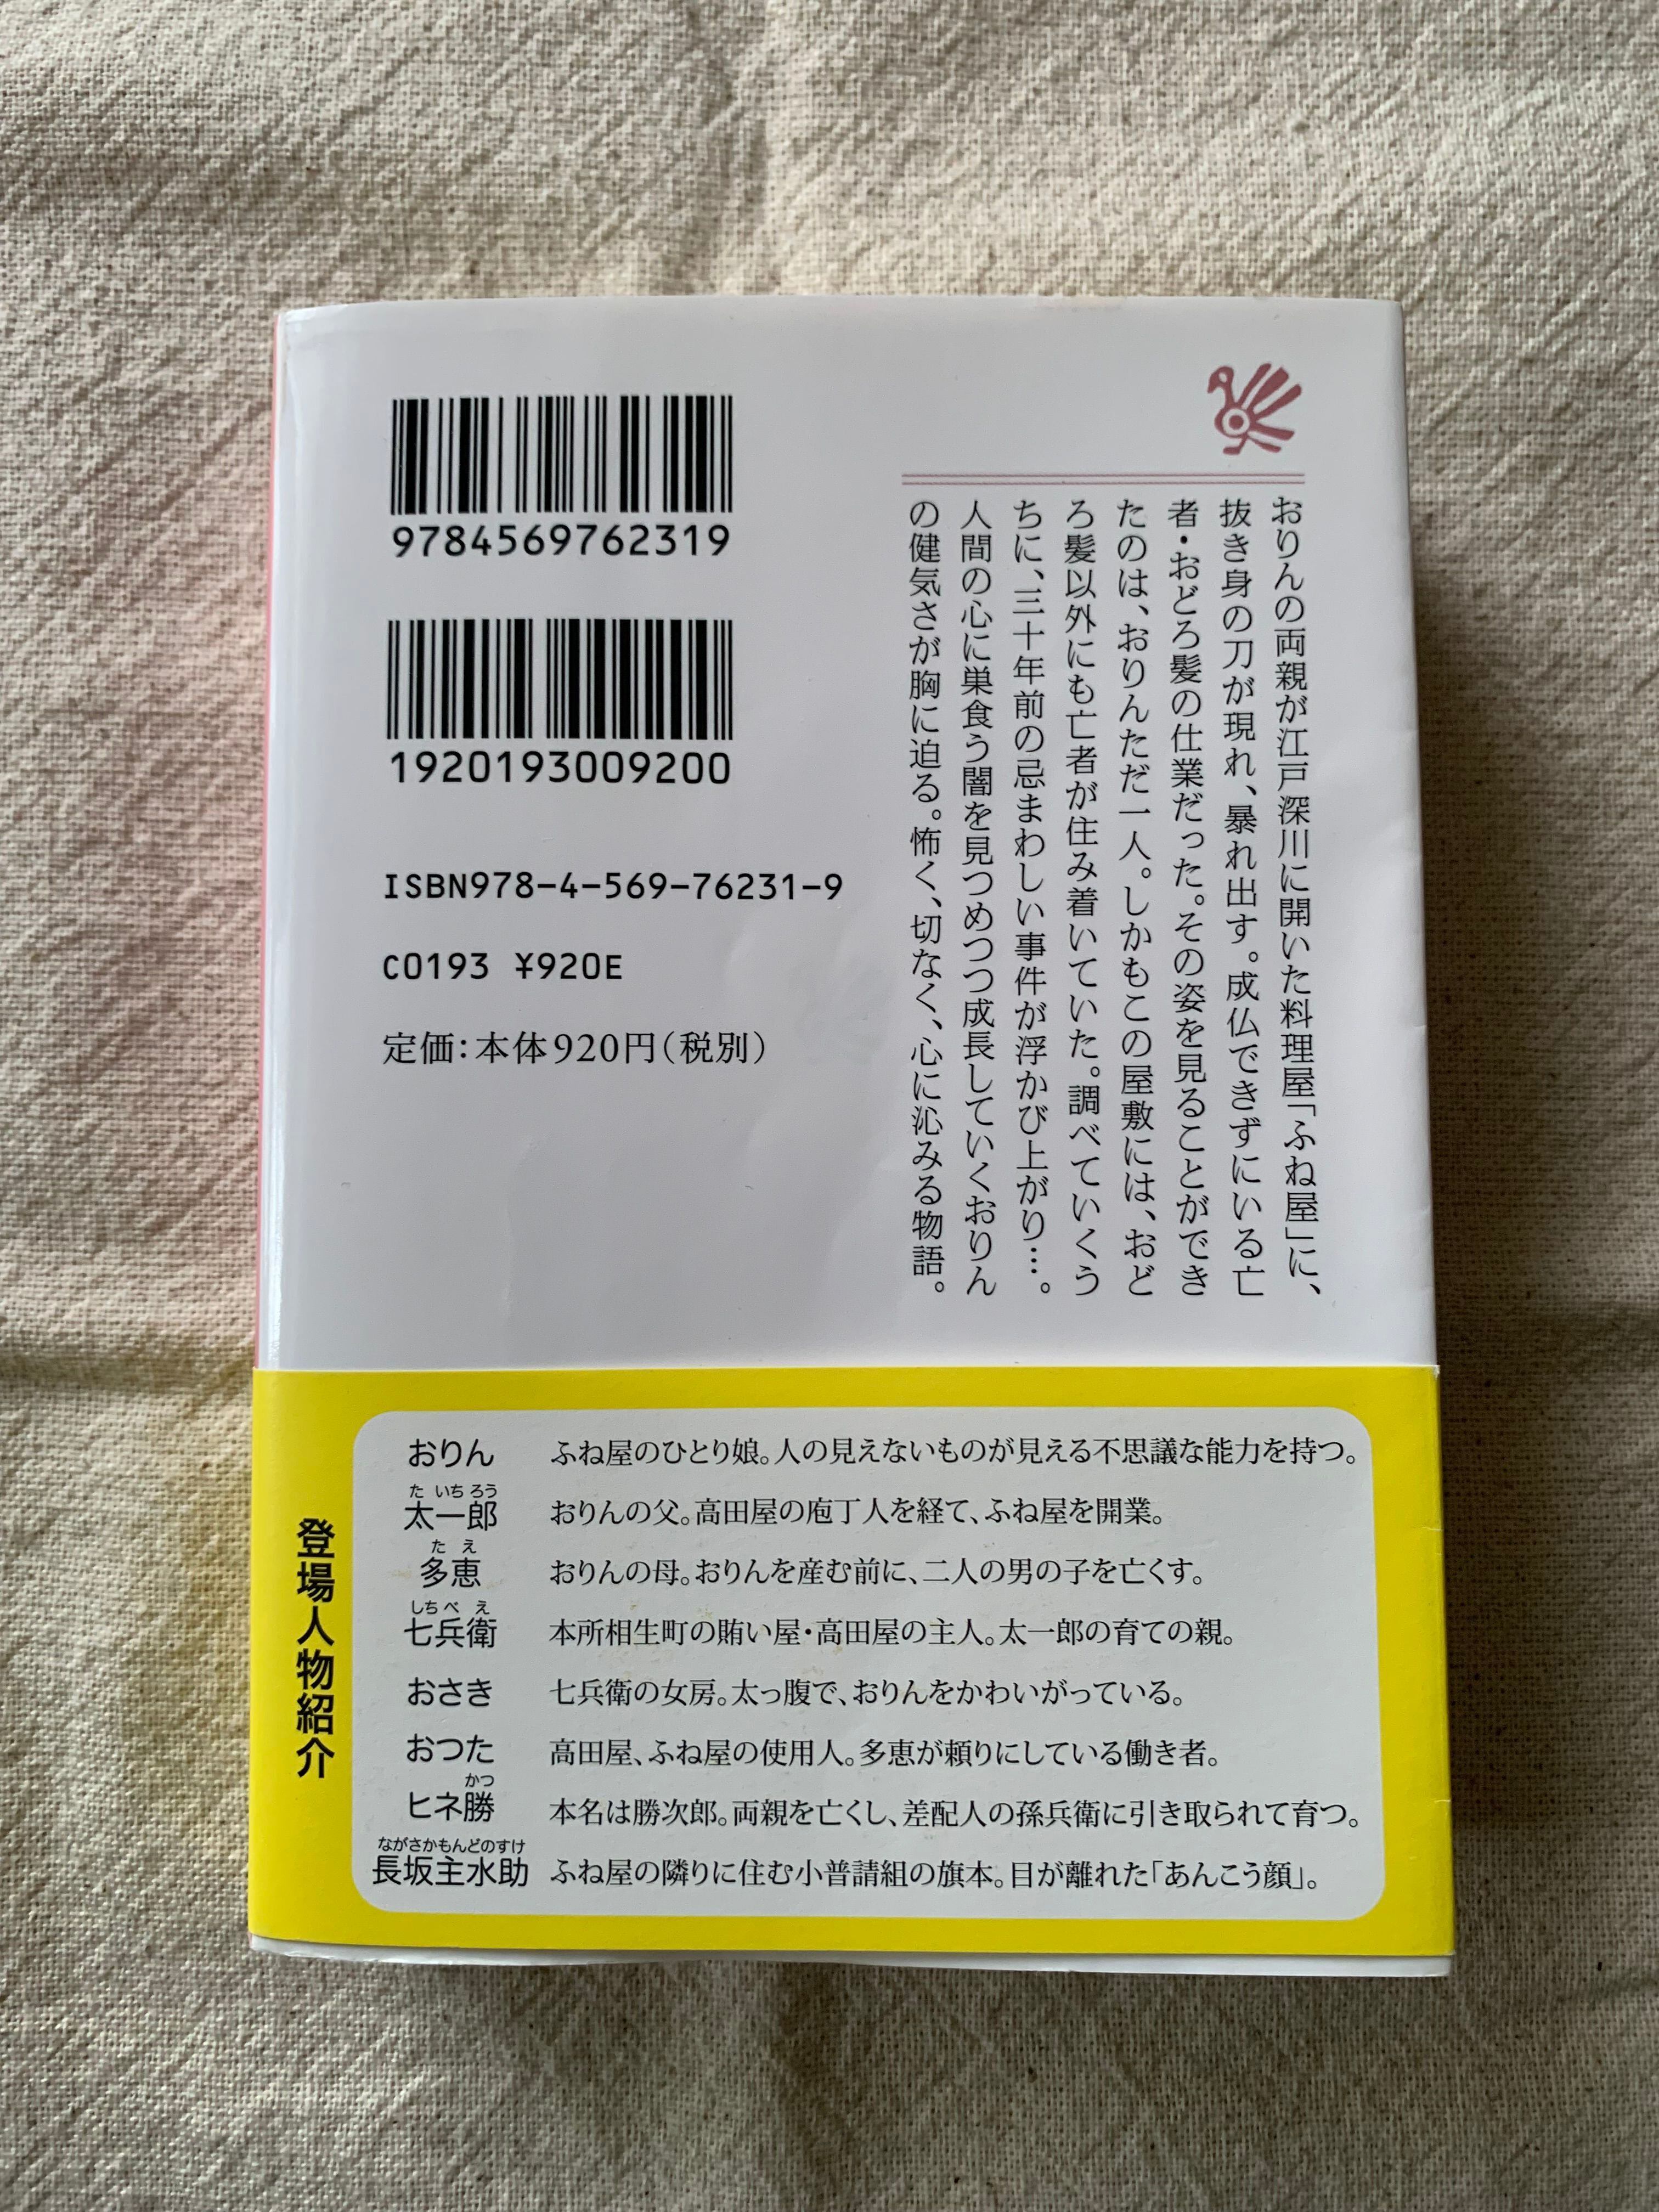 9784569762319
1920193009200
ISBN978-4-569-76231-9
C0193 ¥920E
定価：本体920円（税別）
おりんの両親が江戸深川に開いた料理屋「ふね屋」に、
抜き身の刀が現れ、暴れ出す。成仏できずにいる亡
者・おどろ髪の仕業だった。その姿を見ることができ
たのは、おりんただ一人。しかもこの屋敷には、おど
ろ髪以外にも亡者が住み着いていた。調べていくう
ちに、三十年前の忌まわしい事件が浮かび上がり…。
人間の心に巣食う闇を見つめつつ成長していくおりん
の健気さが胸に迫る。怖く、切なく、心に沁みる物語。
登場人物紹介
おりん ふね屋のひとり娘。人の見えないものが見える不思議な能力を持つ。
た いちろう
太一郎 おりんの父。高田屋の庖丁人を経て、ふね屋を開業。
たえ
多恵 おりんの母。おりんを産む前に、二人の男の子を亡くす。
しちべえ
七兵衛 本所相生町の賄い屋・高田屋の主人。太一郎の育ての親。
おさき 七兵衛の女房。太っ腹で、おりんをかわいがっている。
おつた 高田屋、ふね屋の使用人。多恵が頼りにしている働き者。
かつ
ヒネ勝 本名は勝次郎。両親を亡くし、差配人の孫兵衛に引き取られて育つ。
ながさかもんどのすけ
長坂主水助 ふね屋の隣りに住む小普請組の旗本。目が離れた「あんこう顔」。